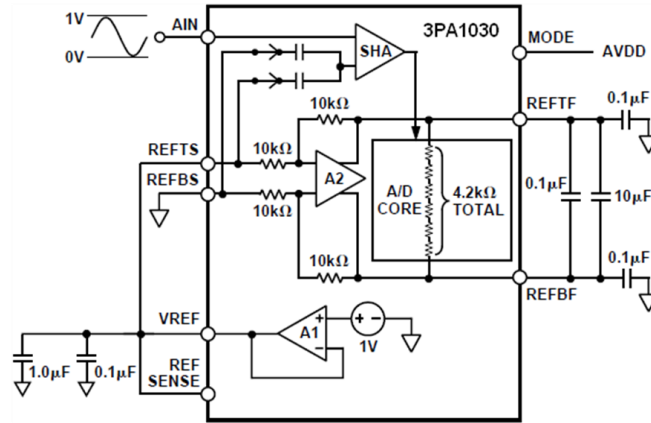 1V
0V
AIN
SHA
3PA1030
MODE
AVDD
10kΩ
REFTF
0.1µF
REFTS
10kΩ
REFBS
10kΩ
A2
A/D
CORE
4.2kΩ
TOTAL
0.1µF
10µF
10kΩ
0.1µF
REFBF
VREF
A1
+
−
+ −
1V
1.0µF
0.1µF
REF
SENSE